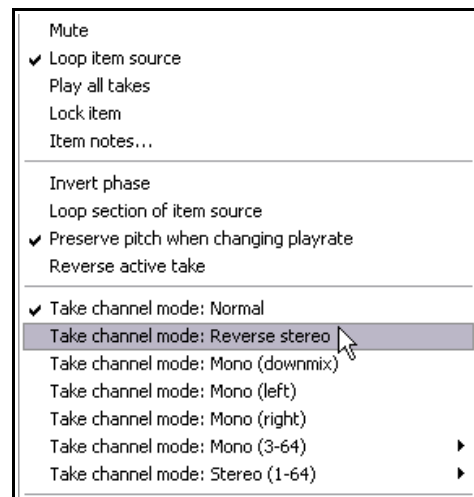 Mute
Loop item source
Play all takes
Lock item
Item notes...
Invert phase
Loop section of item source
Preserve pitch when changing playrate
Reverse active take
Take channel mode: Normal
Take channel mode: Reverse stereo
Take channel mode: Mono (downmix)
Take channel mode: Mono (left)
Take channel mode: Mono (right)
Take channel mode: Mono (3-64)
Take channel mode: Stereo (1-64)